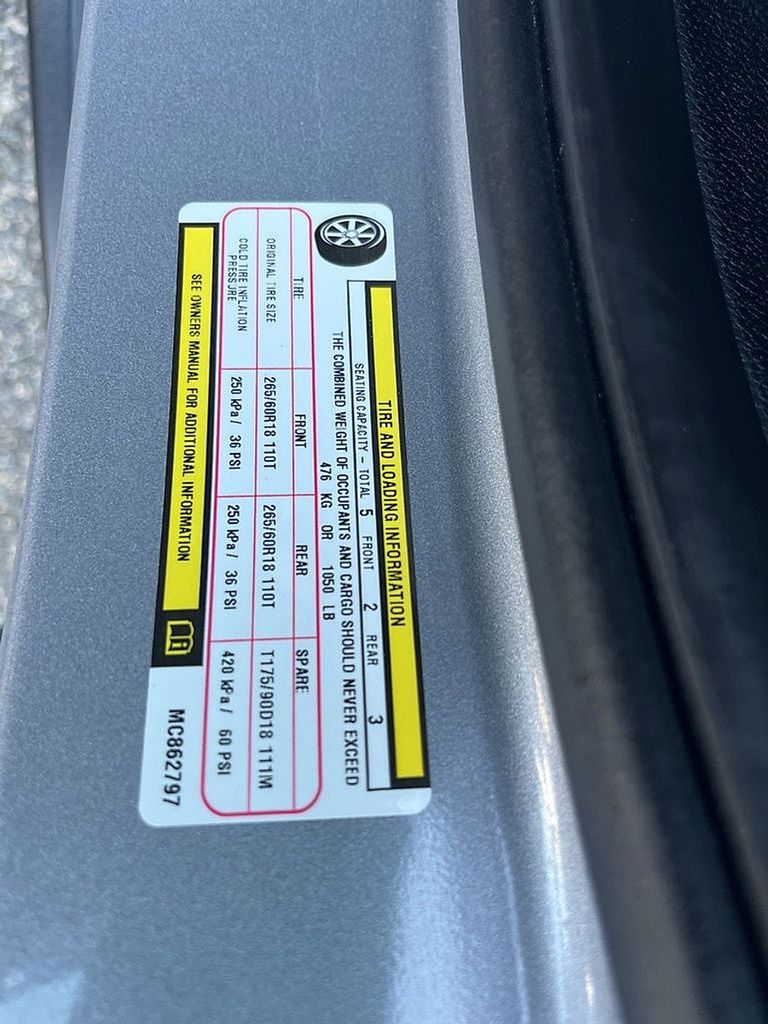 TIRE AND LOADING INFORMATION
SEATING CAPACITY – TOTAL 5 FRONT 2 REAR 3
THE COMBINED WEIGHT OF OCCUPANTS AND CARGO SHOULD NEVER EXCEED
476 KG OR 1050 LB
TIRE FRONT REAR SPARE
ORIGINAL TIRE SIZE 265/60R18 110T 265/60R18 110T T175/90D18 111M
COLD TIRE INFLATION
PRESSURE 250 kPa / 36 PSI 250 kPa / 36 PSI 420 kPa / 60 PSI
SEE OWNERS MANUAL FOR ADDITIONAL INFORMATION
MC862797